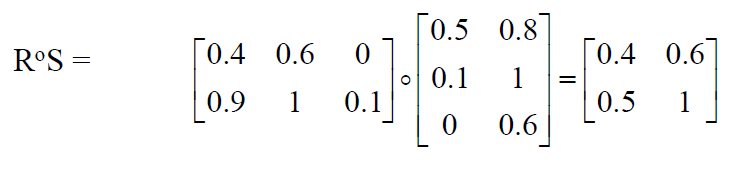 R°S = [0.4 0.6 0 ; 0.9 1 0.1] ∘ [0.5 0.8 ; 0.1 1 ; 0 0.6] = [0.4 0.6 ; 0.5 1]